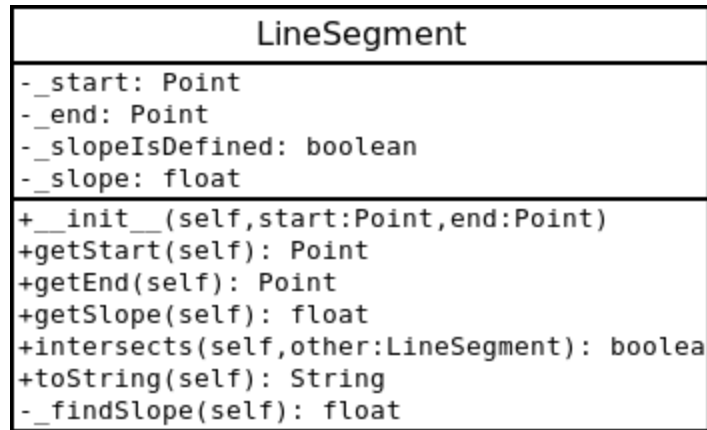 LineSegment
-_start: Point
-_end: Point
-_slopeIsDefined: boolean
-_slope: float
+__init__(self,start:Point,end:Point)
+getStart(self): Point
+getEnd(self): Point
+getSlope(self): float
+intersects(self,other:LineSegment): boolea
+toString(self): String
-_findSlope(self): float